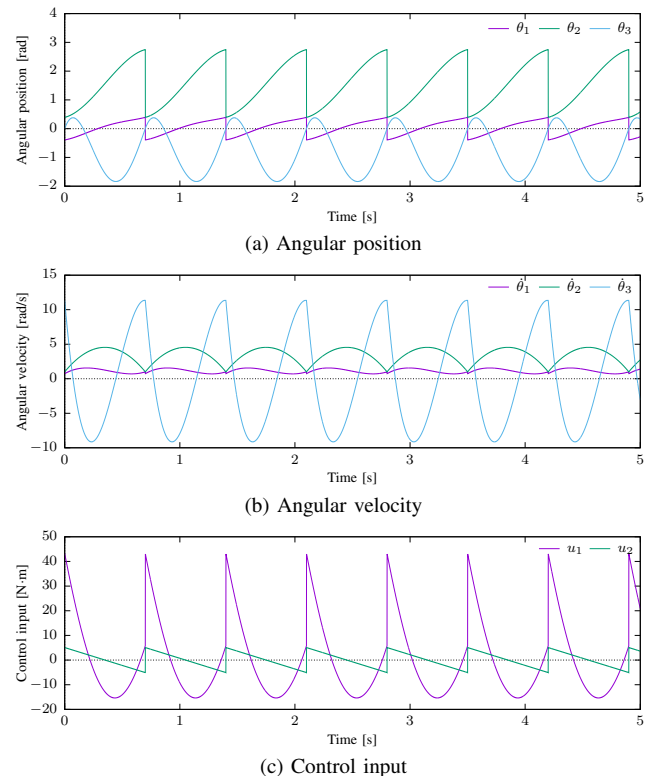 4
3
2
1
0
−1
−2
Angular position [rad]
θ₁ θ₂ θ₃
0 1 2 3 4 5
Time [s]
(a) Angular position
15
10
5
0
−5
−10
Angular velocity [rad/s]
θ̇₁ θ̇₂ θ̇₃
0 1 2 3 4 5
Time [s]
(b) Angular velocity
50
40
30
20
10
0
−10
−20
Control input [N·m]
u₁ u₂
0 1 2 3 4 5
Time [s]
(c) Control input